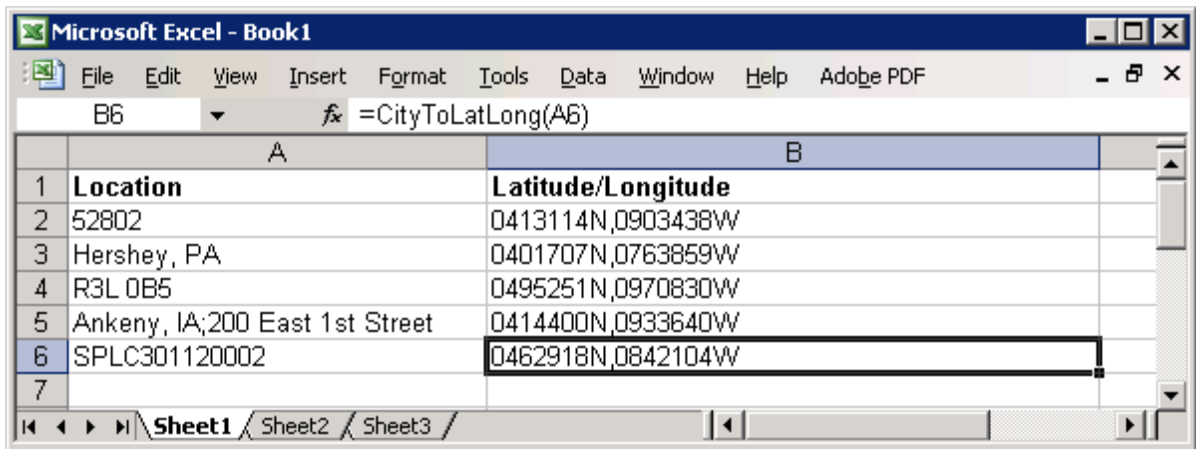 Microsoft Excel - Book1
File Edit View Insert Format Tools Data Window Help Adobe PDF
B6 fx =CityToLatLong(A6)
A B
1 Location Latitude/Longitude
2 52802 0413114N,0903438W
3 Hershey, PA 0401707N,0763859W
4 R3L 0B5 0495251N,0970830W
5 Ankeny, IA;200 East 1st Street 0414400N,0933640W
6 SPLC301120002 0462918N,0842104W
7
Sheet1 Sheet2 Sheet3